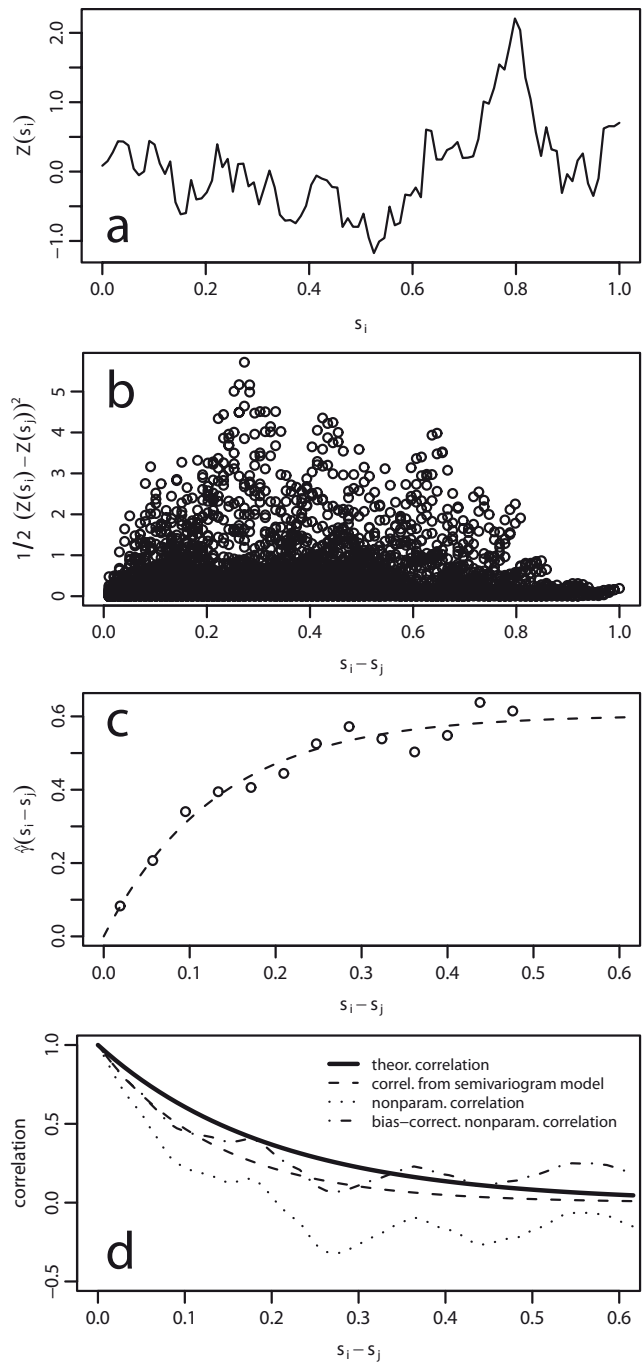 2.0
1.0
0.0
−1.0
Z(s_i)
a
0.0 0.2 0.4 0.6 0.8 1.0
s_i
5
4
3
2
1
0
1/2 (Z(s_i)−Z(s_j))²
b
0.0 0.2 0.4 0.6 0.8 1.0
s_i−s_j
0.6
0.4
0.2
0.0
γ̂(s_i−s_j)
c
0.0 0.1 0.2 0.3 0.4 0.5 0.6
s_i−s_j
1.0
0.5
0.0
−0.5
correlation
theor. correlation
correl. from semivariogram model
nonparam. correlation
bias−correct. nonparam. correlation
d
0.0 0.1 0.2 0.3 0.4 0.5 0.6
s_i−s_j